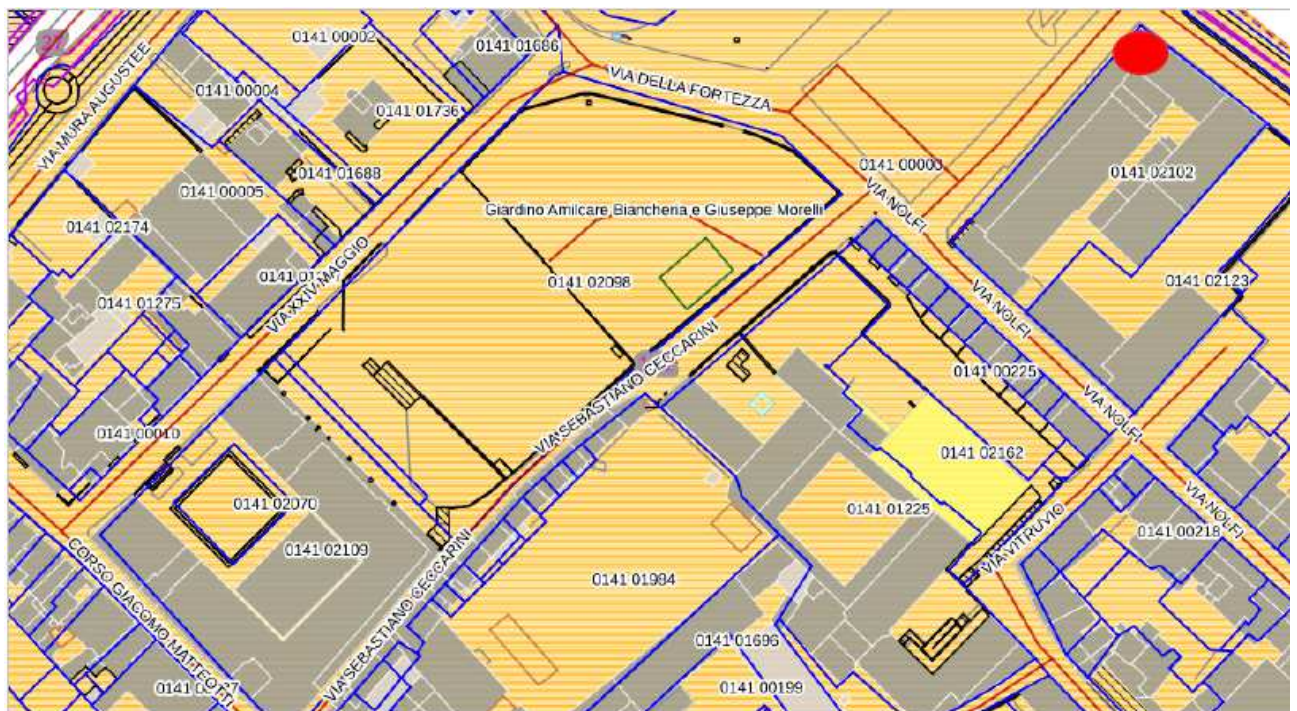 27
0141 00002
0141 01686
VIA MURA AUGUSTEE
0141 00004
VIA DELLA FORTEZZA
0141 01736
0141 00000
0141 01688
0141 02102
0141 00005
VIA NOLFI
Giardino Amilcare Biancheria e Giuseppe Morelli
0141 02174
VIA XXIV MAGGIO
0141 02098
0141 02123
0141 01275
VIA NOLFI
VIA SEBASTIANO CECCARINI
0141 00225
VIA NOLFI
0141 00010
0141 02162
0141 02070
0141 01225
VIA NOLFI
0141 00218
0141 02109
VIA VITRUVIO
CORSO GIACOMO MATTEOTTI
0141 01994
VIA SEBASTIANO CECCARINI
0141 01696
0141 00199